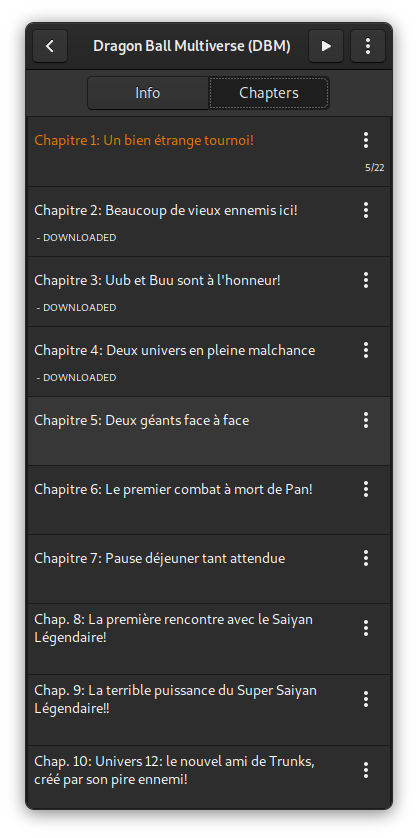 Dragon Ball Multiverse (DBM)
Info
Chapters
Chapitre 1: Un bien étrange tournoi!
5/22
Chapitre 2: Beaucoup de vieux ennemis ici!
- DOWNLOADED
Chapitre 3: Uub et Buu sont à l'honneur!
- DOWNLOADED
Chapitre 4: Deux univers en pleine malchance
- DOWNLOADED
Chapitre 5: Deux géants face à face
Chapitre 6: Le premier combat à mort de Pan!
Chapitre 7: Pause déjeuner tant attendue
Chap. 8: La première rencontre avec le Saiyan
Légendaire!
Chap. 9: La terrible puissance du Super Saiyan
Légendaire!!
Chap. 10: Univers 12: le nouvel ami de Trunks,
créé par son pire ennemi!